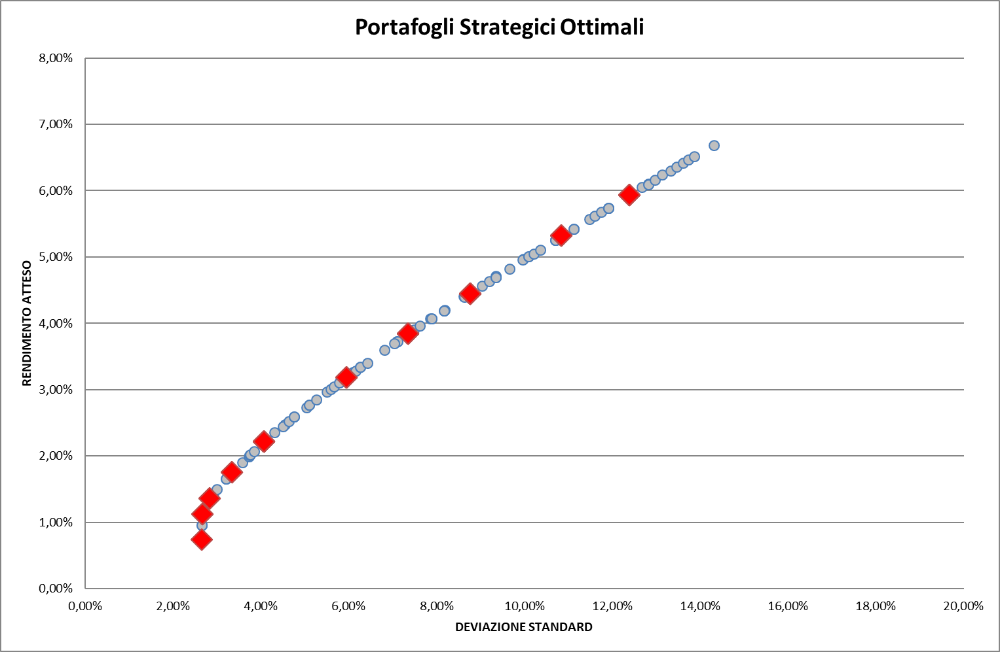 Portafogli Strategici Ottimali
8,00%
7,00%
6,00%
5,00%
4,00%
3,00%
2,00%
1,00%
0,00%
RENDIMENTO ATTESO
0,00% 2,00% 4,00% 6,00% 8,00% 10,00% 12,00% 14,00% 16,00% 18,00% 20,00%
DEVIAZIONE STANDARD